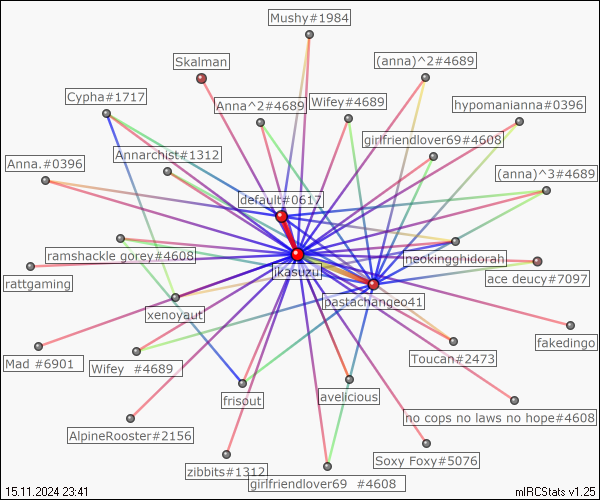 Mushy#1984
Skalman
(anna)^2#4689
Cypha#1717
Anna^2#4689
Wifey#4689
hypomanianna#0396
girlfriendlover69#4608
Annarchist#1312
Anna.#0396
(anna)^3#4689
default#0617
ramshackle gorey#4608
neokingghidorah
jkasuzu
rattgaming
ace deucy#7097
pastachangeo41
xenoyaut
fakedingo
Mad #6901
Wifey  #4689
Toucan#2473
frisout
avelicious
no cops no laws no hope#4608
AlpineRooster#2156
Soxy Foxy#5076
zibbits#1312
girlfriendlover69  #4608
15.11.2024 23:41
mIRCStats v1.25